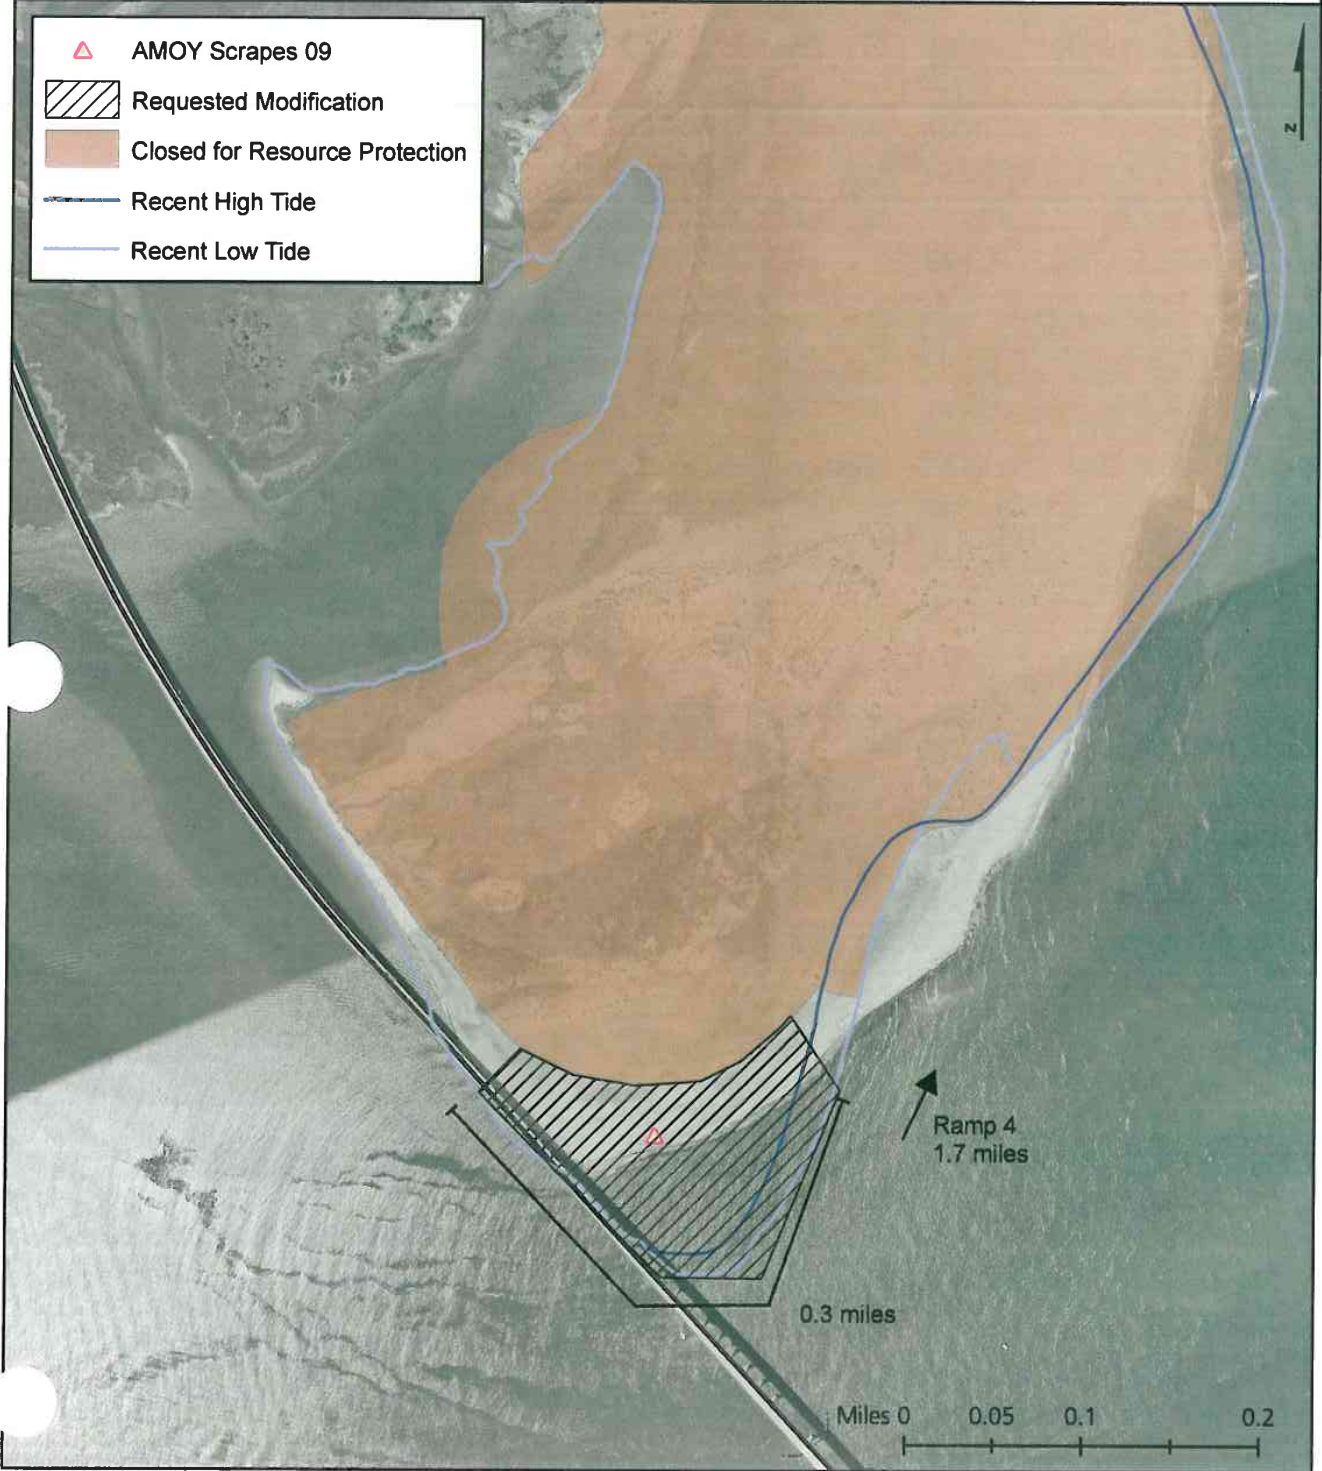 AMOY Scrapes 09
Requested Modification
Closed for Resource Protection
Recent High Tide
Recent Low Tide
N
Ramp 4
1.7 miles
0.3 miles
Miles 0 0.05 0.1 0.2